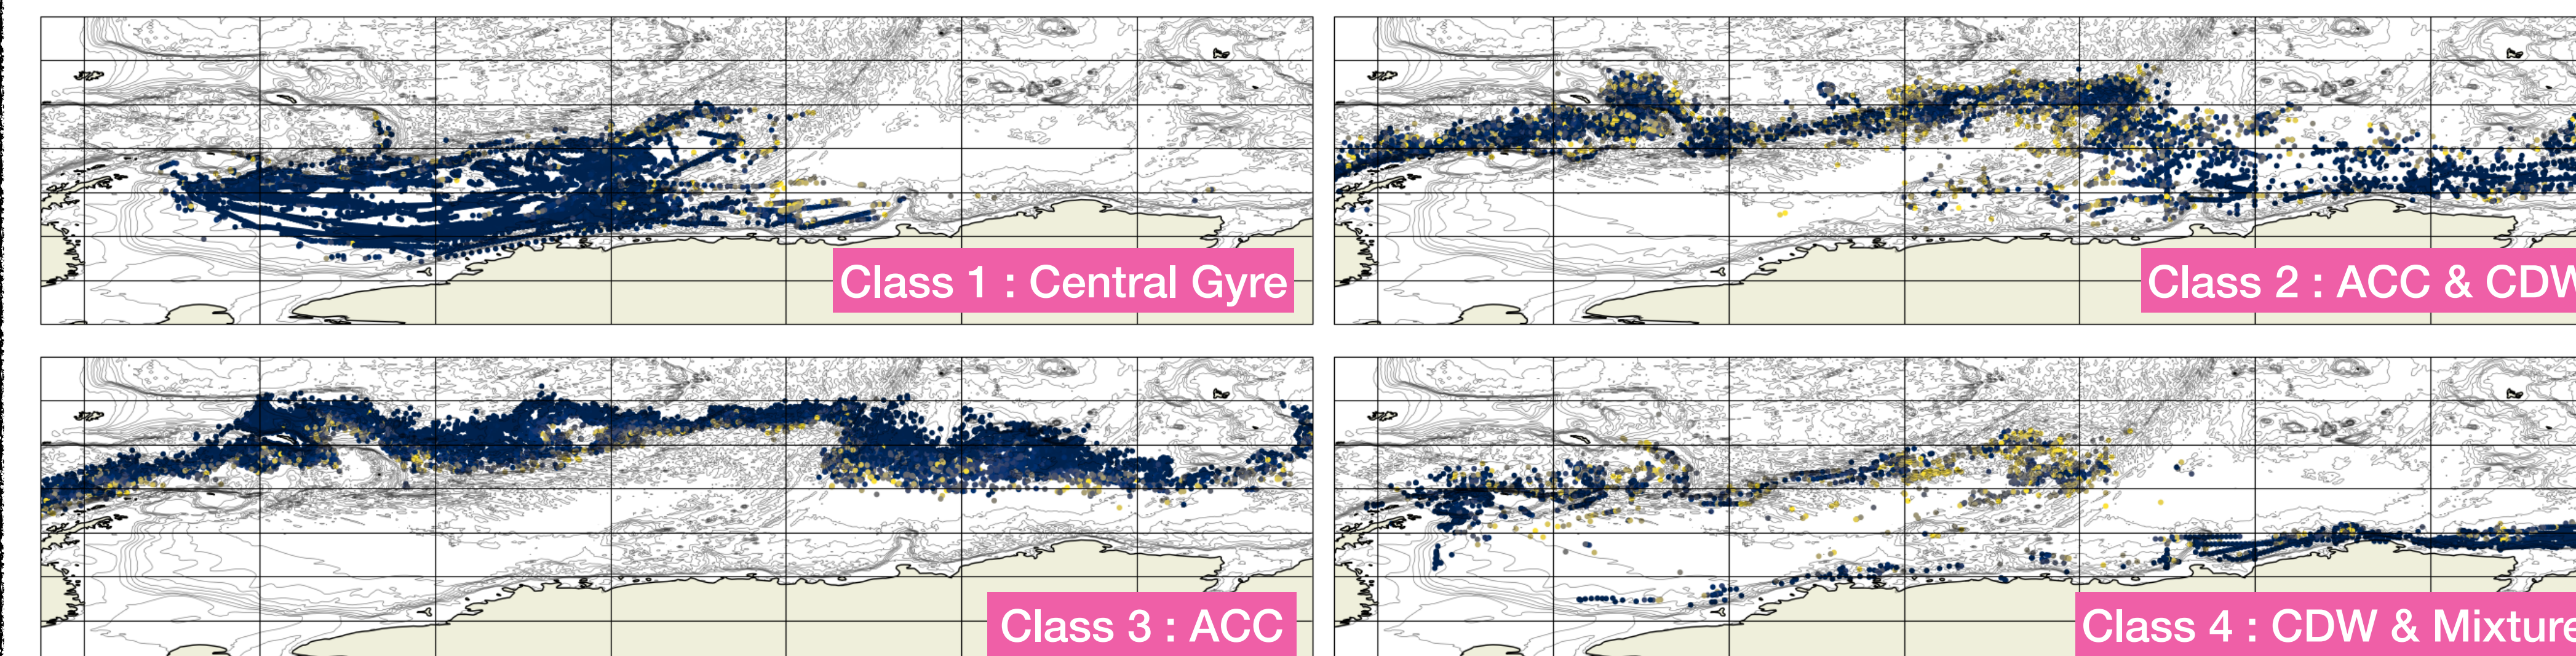 Class 1 : Central Gyre
Class 2 : ACC & CDW
Class 3 : ACC
Class 4 : CDW & Mixture